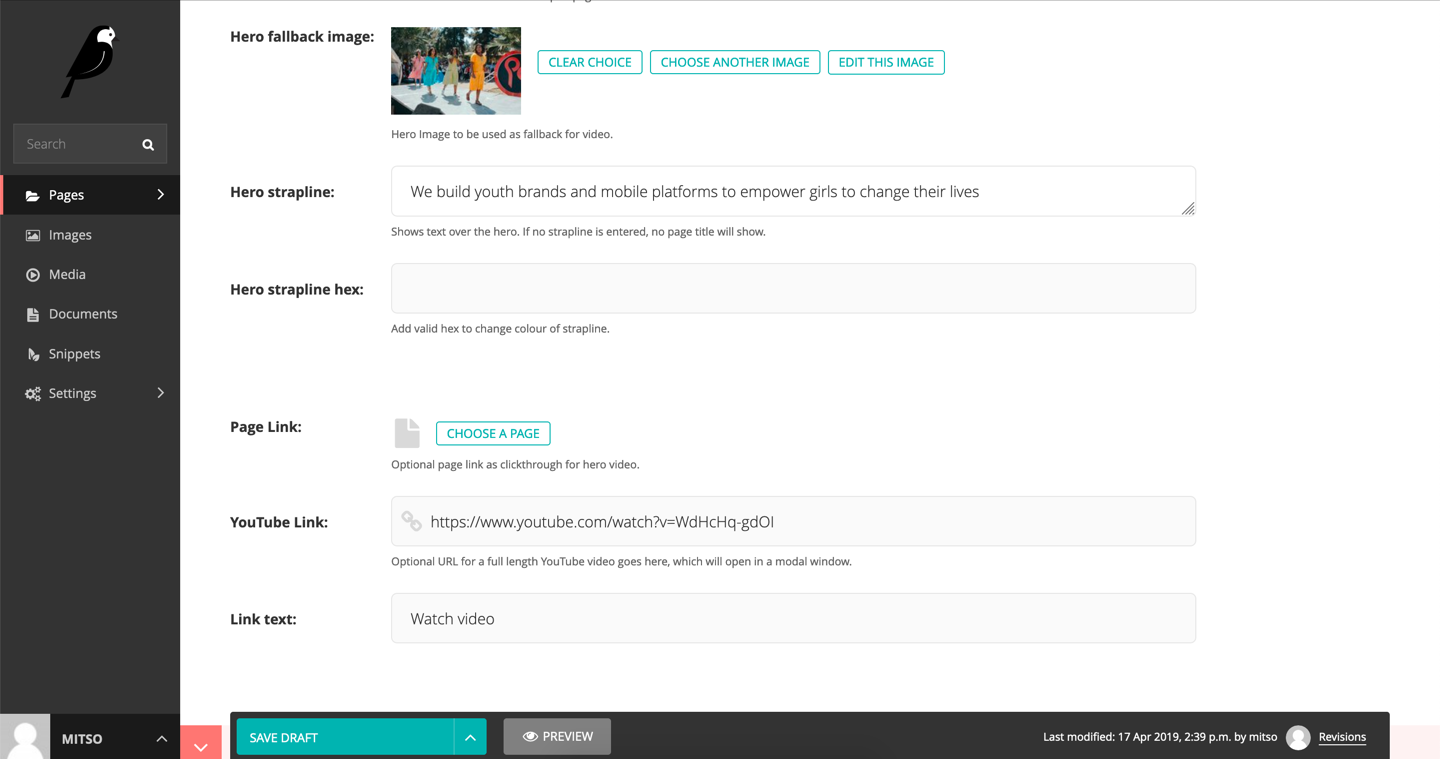 Hero fallback image:
CLEAR CHOICE
CHOOSE ANOTHER IMAGE
EDIT THIS IMAGE
Hero Image to be used as fallback for video.
Search
Hero strapline:
We build youth brands and mobile platforms to empower girls to change their lives
Shows text over the hero. If no strapline is entered, no page title will show.
Pages
Images
Media
Documents
Snippets
Settings
Hero strapline hex:
Add valid hex to change colour of strapline.
Page Link:
CHOOSE A PAGE
Optional page link as clickthrough for hero video.
YouTube Link:
https://www.youtube.com/watch?v=WdHcHq-gdOI
Optional URL for a full length YouTube video goes here, which will open in a modal window.
Link text:
Watch video
MITSO
SAVE DRAFT
PREVIEW
Last modified: 17 Apr 2019, 2:39 p.m. by mitso
Revisions